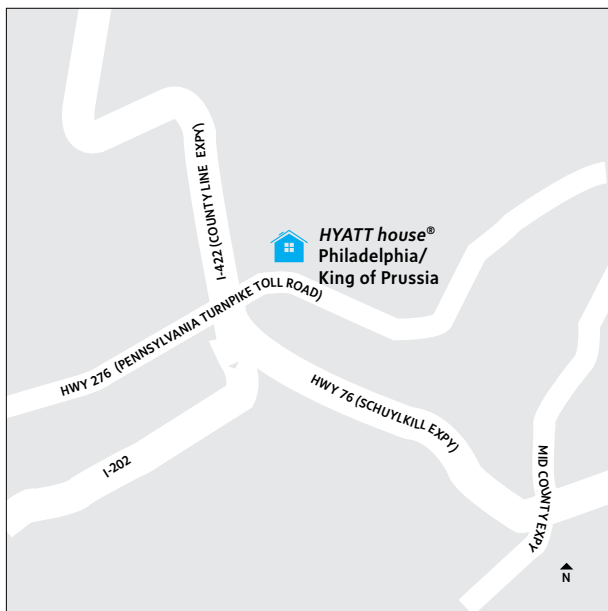 I-422 (COUNTY LINE EXPY)
HYATT house®
Philadelphia/
King of Prussia
HWY 276 (PENNSYLVANIA TURNPIKE TOLL ROAD)
HWY 76 (SCHUYLKILL EXPY)
I-202
MID COUNTY EXPY
N